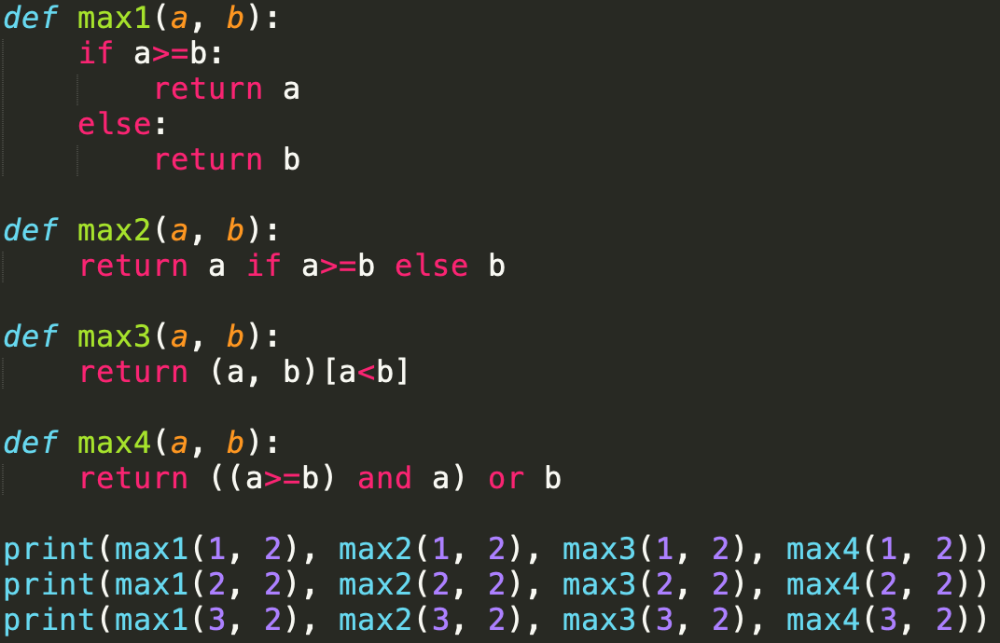 def max1(a, b):
    if a>=b:
        return a
    else:
        return b

def max2(a, b):
    return a if a>=b else b

def max3(a, b):
    return (a, b)[a<b]

def max4(a, b):
    return ((a>=b) and a) or b

print(max1(1, 2), max2(1, 2), max3(1, 2), max4(1, 2))
print(max1(2, 2), max2(2, 2), max3(2, 2), max4(2, 2))
print(max1(3, 2), max2(3, 2), max3(3, 2), max4(3, 2))